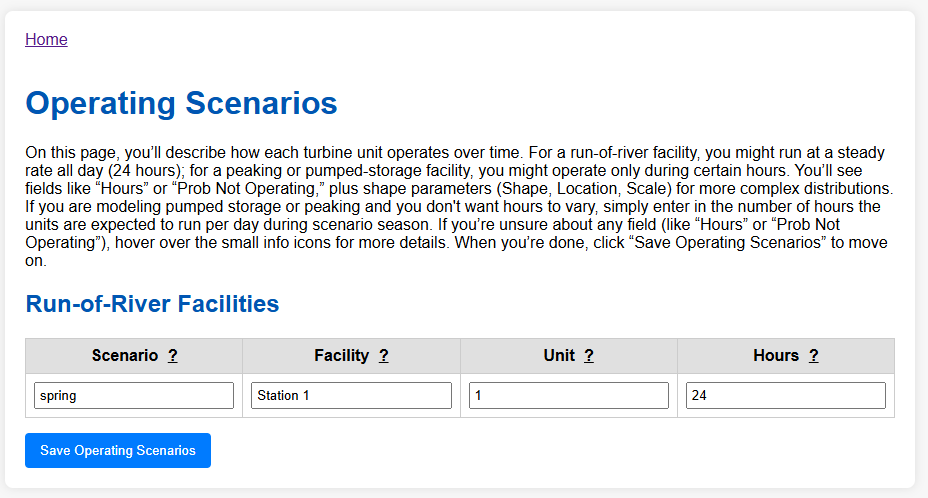 Home
Operating Scenarios
On this page, you’ll describe how each turbine unit operates over time. For a run-of-river facility, you might run at a steady
rate all day (24 hours); for a peaking or pumped-storage facility, you might operate only during certain hours. You’ll see
fields like “Hours” or “Prob Not Operating,” plus shape parameters (Shape, Location, Scale) for more complex distributions.
If you are modeling pumped storage or peaking and you don't want hours to vary, simply enter in the number of hours the
units are expected to run per day during scenario season. If you’re unsure about any field (like “Hours” or “Prob Not
Operating”), hover over the small info icons for more details. When you’re done, click “Save Operating Scenarios” to move
on.
Run-of-River Facilities
Scenario ? Facility ? Unit ? Hours ?
spring Station 1 1 24
Save Operating Scenarios